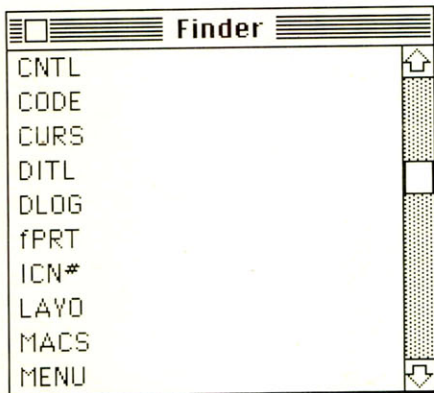 Finder
CNTL
CODE
CURS
DITL
DLOG
fPRT
ICN#
LAYO
MACS
MENU